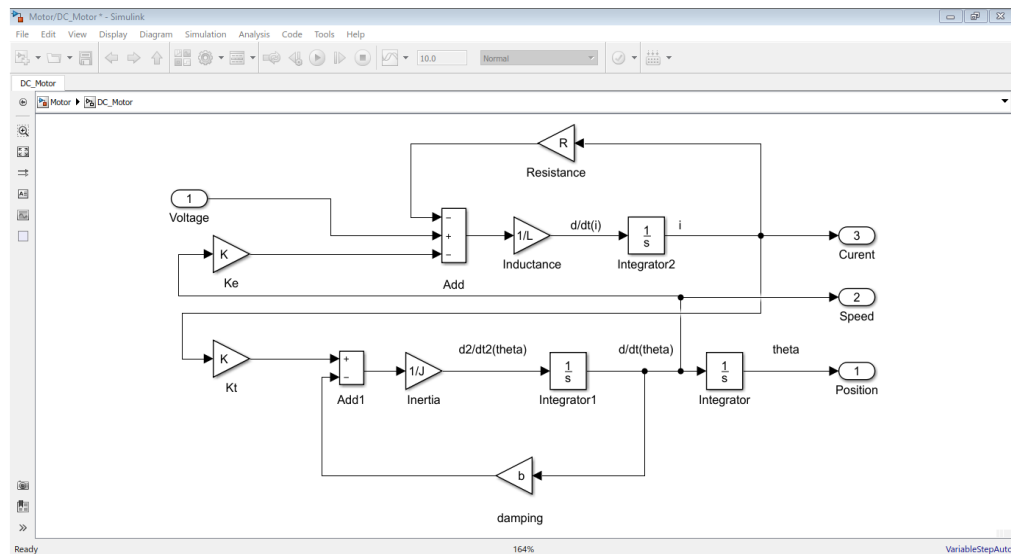 Motor/DC_Motor * - Simulink
File Edit View Display Diagram Simulation Analysis Code Tools Help
10.0 Normal
DC_Motor
Motor DC_Motor
R
Resistance
1
Voltage
−
+
−
1/L
d/dt(i)
1
s
i
3
K
Inductance
Integrator2
Curent
Ke
Add
2
Speed
K
+
−
1/J
d2/dt2(theta)
1
s
d/dt(theta)
1
s
theta
1
Kt
Add1
Inertia
Integrator1
Integrator
Position
b
damping
Ready 164% VariableStepAuto